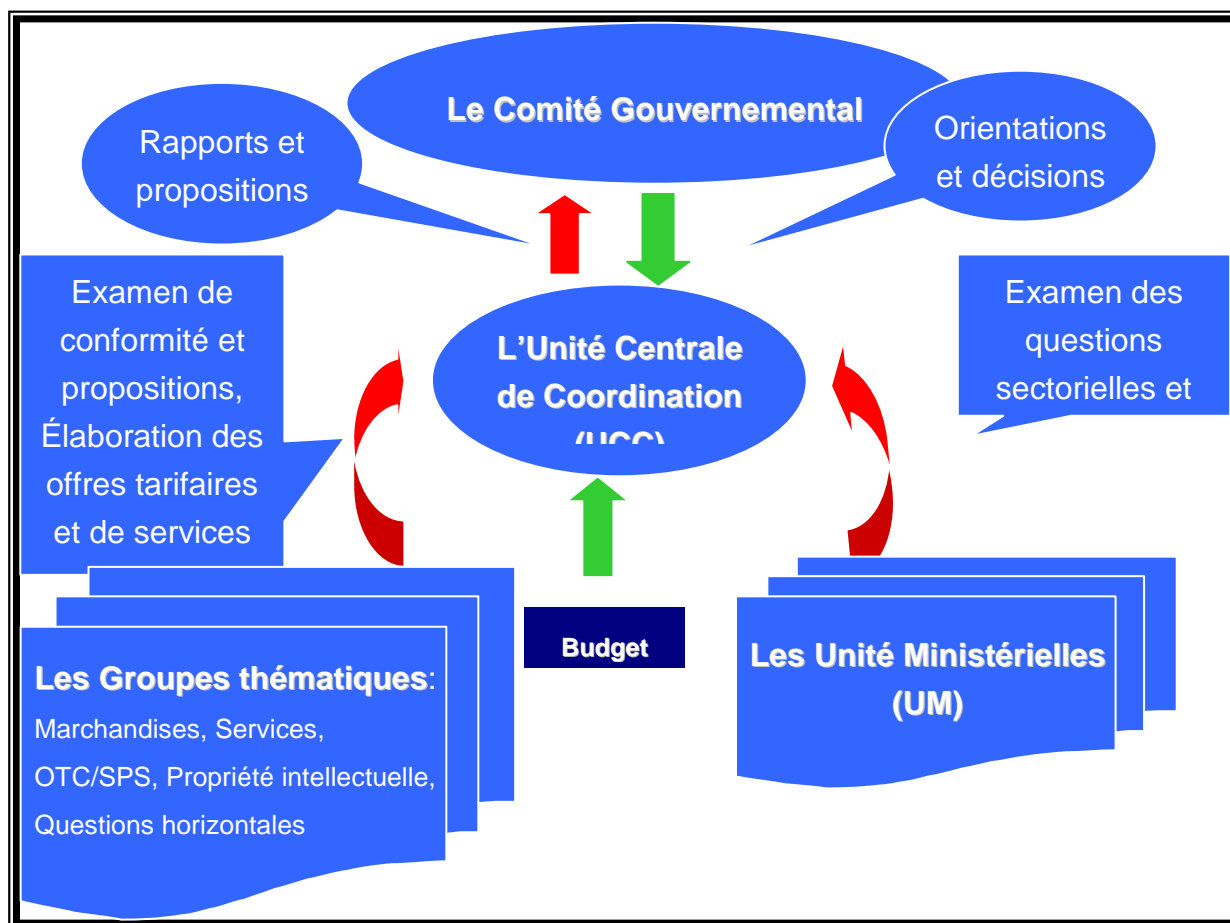 Le Comité Gouvernemental
Rapports et
propositions
Orientations
et décisions
Examen de
conformité et
propositions,
Élaboration des
offres tarifaires
et de services
L’Unité Centrale
de Coordination
(UCC)
Examen des
questions
sectorielles et
Budget
Les Groupes thématiques:
Marchandises, Services,
OTC/SPS, Propriété intellectuelle,
Questions horizontales
Les Unité Ministérielles
(UM)